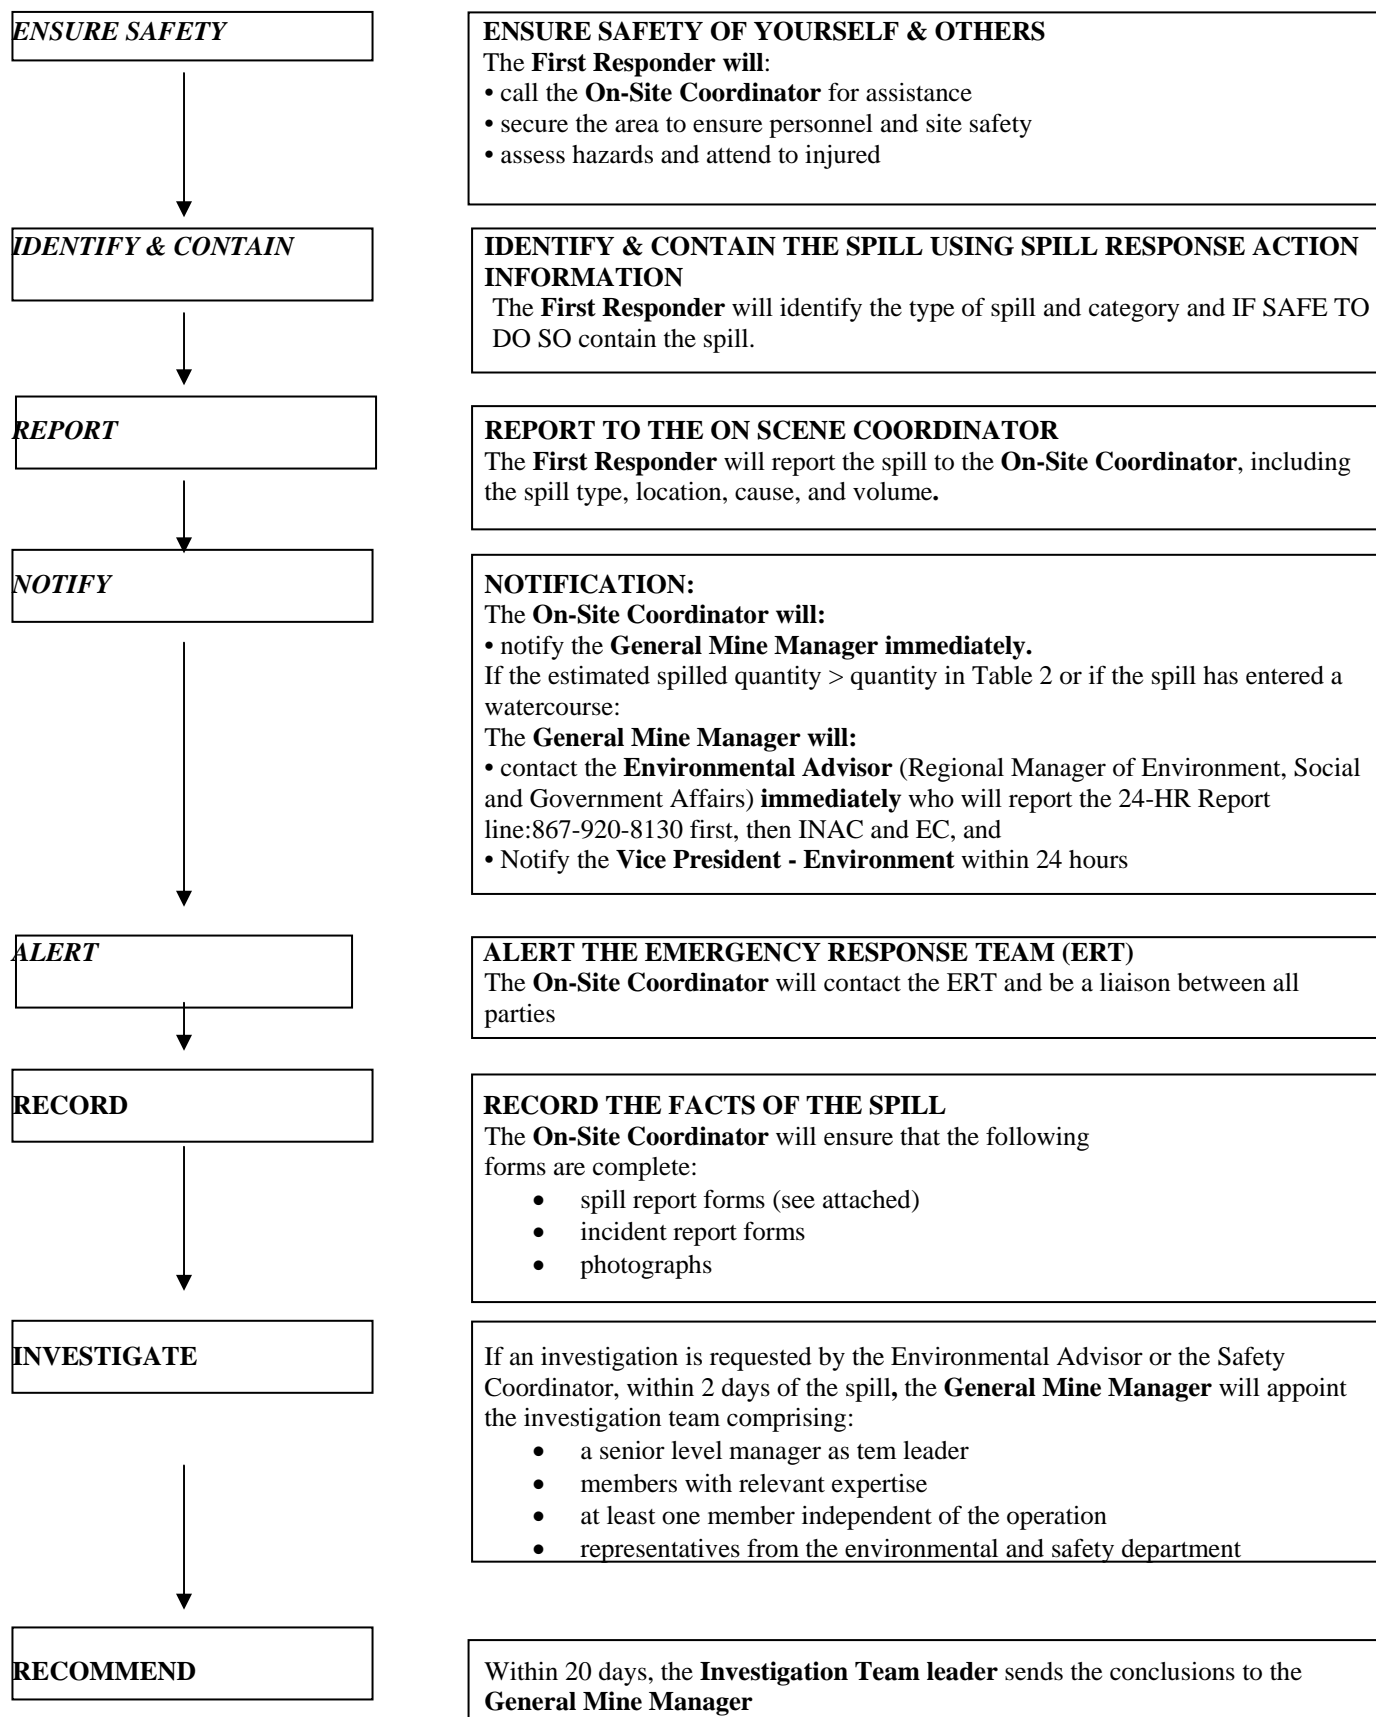 ENSURE SAFETY
ENSURE SAFETY OF YOURSELF & OTHERS
The First Responder will:
• call the On-Site Coordinator for assistance
• secure the area to ensure personnel and site safety
• assess hazards and attend to injured
IDENTIFY & CONTAIN
IDENTIFY & CONTAIN THE SPILL USING SPILL RESPONSE ACTION
INFORMATION
The First Responder will identify the type of spill and category and IF SAFE TO
DO SO contain the spill.
REPORT
REPORT TO THE ON SCENE COORDINATOR
The First Responder will report the spill to the On-Site Coordinator, including
the spill type, location, cause, and volume.
NOTIFY
NOTIFICATION:
The On-Site Coordinator will:
• notify the General Mine Manager immediately.
If the estimated spilled quantity > quantity in Table 2 or if the spill has entered a
watercourse:
The General Mine Manager will:
• contact the Environmental Advisor (Regional Manager of Environment, Social
and Government Affairs) immediately who will report the 24-HR Report
line:867-920-8130 first, then INAC and EC, and
• Notify the Vice President - Environment within 24 hours
ALERT
ALERT THE EMERGENCY RESPONSE TEAM (ERT)
The On-Site Coordinator will contact the ERT and be a liaison between all
parties
RECORD
RECORD THE FACTS OF THE SPILL
The On-Site Coordinator will ensure that the following
forms are complete:
• spill report forms (see attached)
• incident report forms
• photographs
INVESTIGATE
If an investigation is requested by the Environmental Advisor or the Safety
Coordinator, within 2 days of the spill, the General Mine Manager will appoint
the investigation team comprising:
• a senior level manager as tem leader
• members with relevant expertise
• at least one member independent of the operation
• representatives from the environmental and safety department
RECOMMEND
Within 20 days, the Investigation Team leader sends the conclusions to the
General Mine Manager